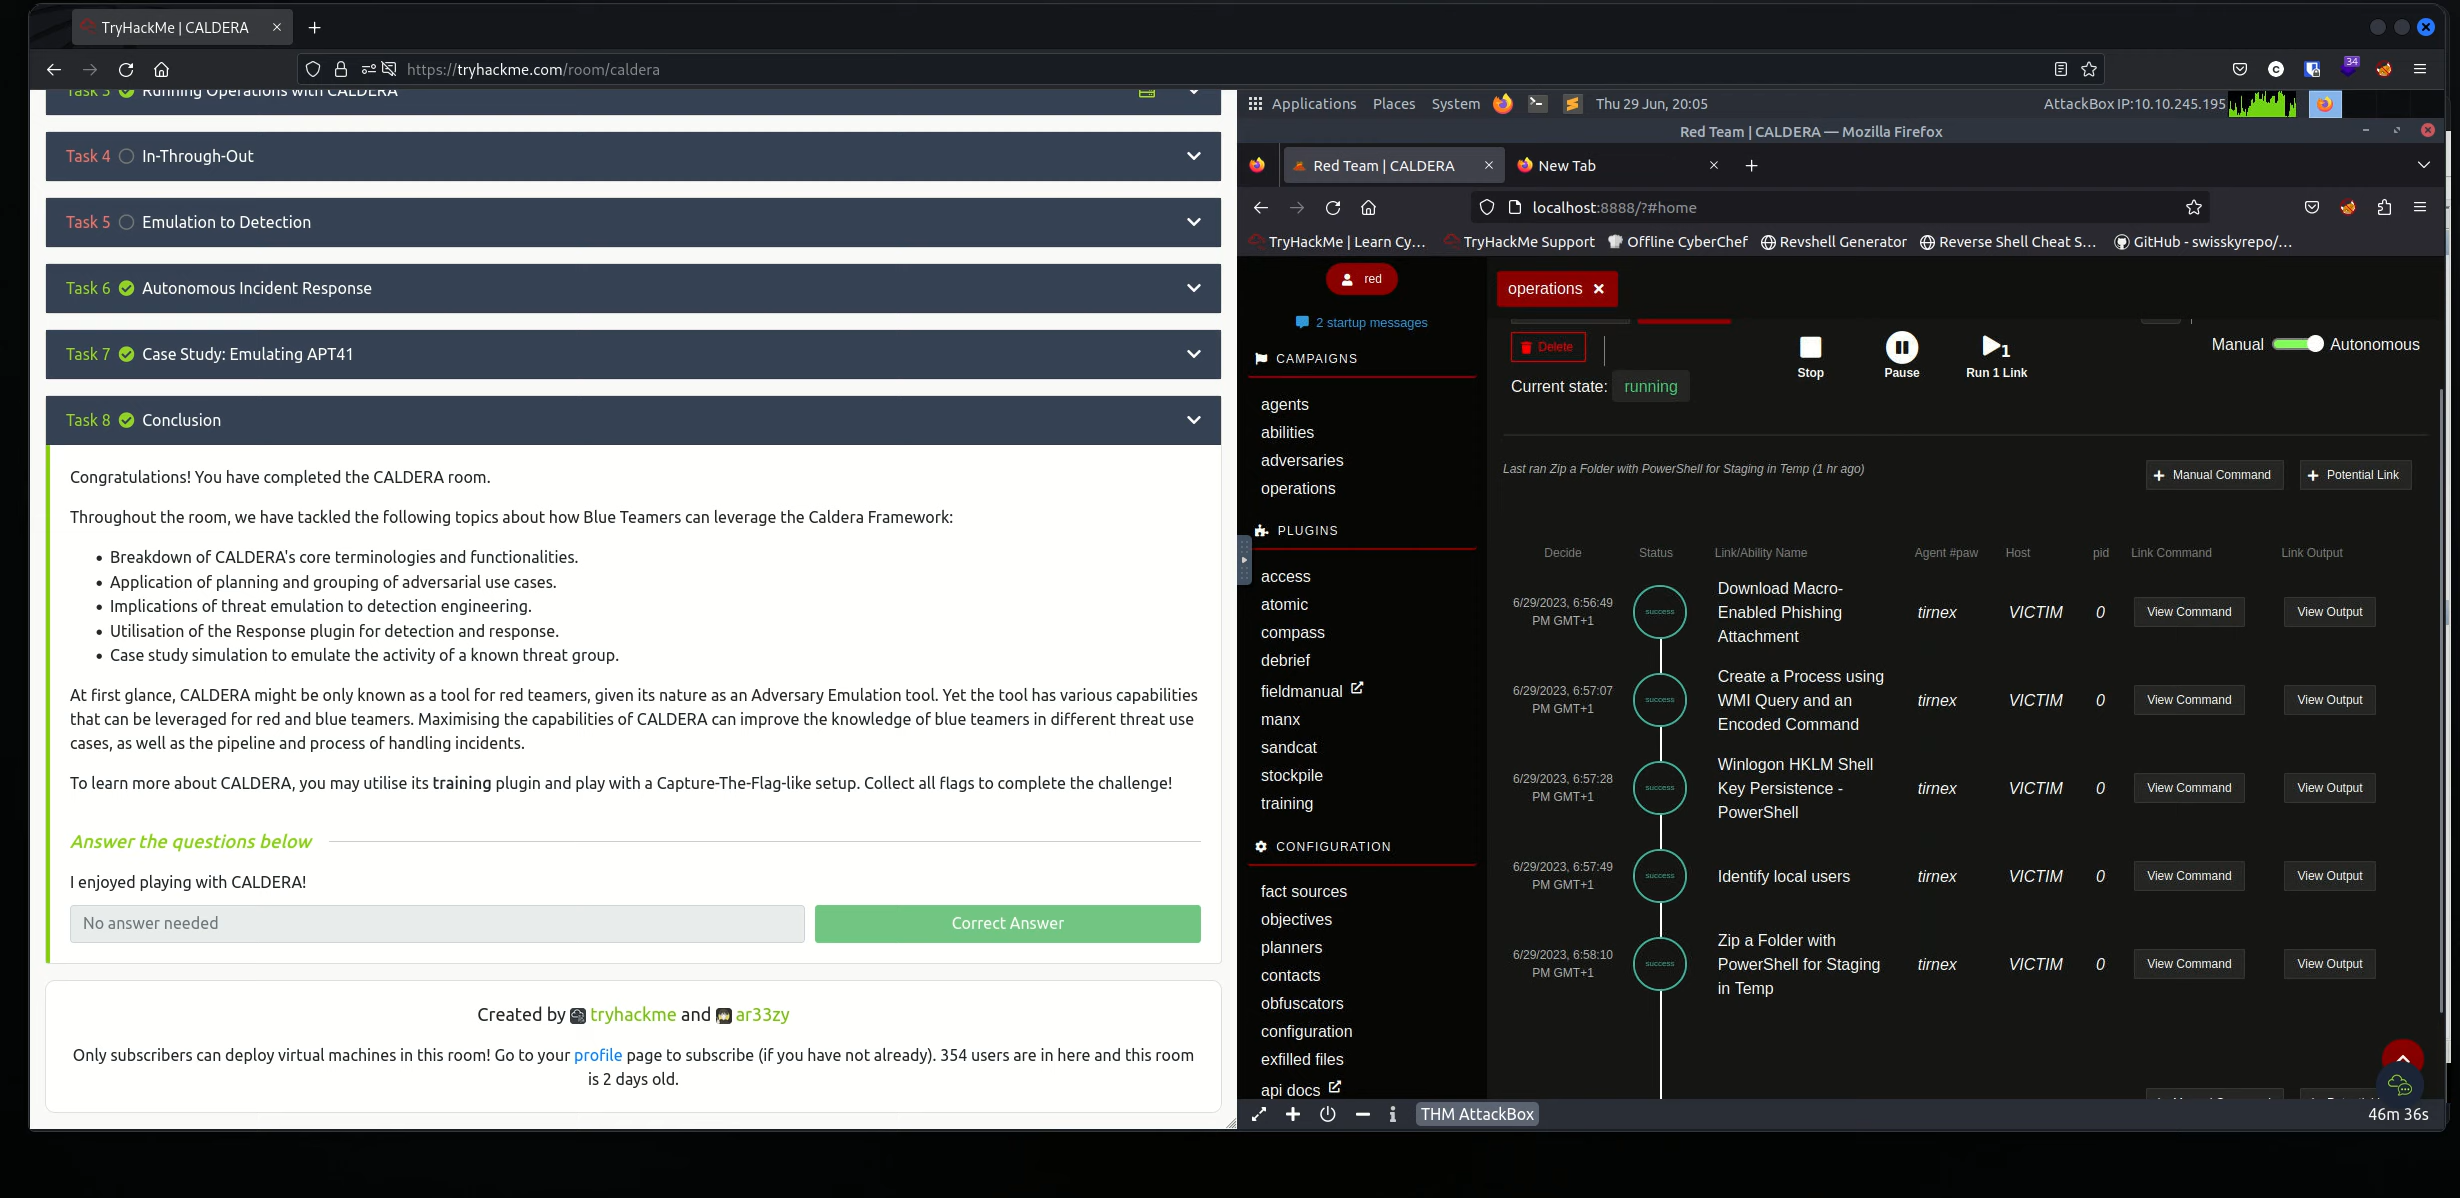 TryHackMe | CALDERA
https://tryhackme.com/room/caldera
34
Task 3 Running Operations with CALDERA
Task 4 In-Through-Out
Task 5 Emulation to Detection
Task 6 Autonomous Incident Response
Task 7 Case Study: Emulating APT41
Task 8 Conclusion
Congratulations! You have completed the CALDERA room.
Throughout the room, we have tackled the following topics about how Blue Teamers can leverage the Caldera Framework:
• Breakdown of CALDERA's core terminologies and functionalities.
• Application of planning and grouping of adversarial use cases.
• Implications of threat emulation to detection engineering.
• Utilisation of the Response plugin for detection and response.
• Case study simulation to emulate the activity of a known threat group.
At first glance, CALDERA might be only known as a tool for red teamers, given its nature as an Adversary Emulation tool. Yet the tool has various capabilities
that can be leveraged for red and blue teamers. Maximising the capabilities of CALDERA can improve the knowledge of blue teamers in different threat use
cases, as well as the pipeline and process of handling incidents.
To learn more about CALDERA, you may utilise its training plugin and play with a Capture-The-Flag-like setup. Collect all flags to complete the challenge!
Answer the questions below
I enjoyed playing with CALDERA!
No answer needed
Correct Answer
Created by tryhackme and ar33zy
Only subscribers can deploy virtual machines in this room! Go to your profile page to subscribe (if you have not already). 354 users are in here and this room
is 2 days old.
Applications Places System Thu 29 Jun, 20:05 AttackBox IP:10.10.245.195
Red Team | CALDERA — Mozilla Firefox
Red Team | CALDERA New Tab
localhost:8888/?#home
TryHackMe | Learn Cy... TryHackMe Support Offline CyberChef Revshell Generator Reverse Shell Cheat S... GitHub - swisskyrepo/...
red
2 startup messages
CAMPAIGNS
agents
abilities
adversaries
operations
PLUGINS
access
atomic
compass
debrief
fieldmanual
manx
sandcat
stockpile
training
CONFIGURATION
fact sources
objectives
planners
contacts
obfuscators
configuration
exfilled files
api docs
operations
Delete
Current state: running
Stop
Pause
1
Run 1 Link
Manual Autonomous
Last ran Zip a Folder with PowerShell for Staging in Temp (1 hr ago)
Manual Command
Potential Link
Decide Status Link/Ability Name Agent #paw Host pid Link Command Link Output
6/29/2023, 6:56:49
PM GMT+1
success
Download Macro-
Enabled Phishing
Attachment
tirnex VICTIM 0 View Command View Output
6/29/2023, 6:57:07
PM GMT+1
success
Create a Process using
WMI Query and an
Encoded Command
tirnex VICTIM 0 View Command View Output
6/29/2023, 6:57:28
PM GMT+1
success
Winlogon HKLM Shell
Key Persistence -
PowerShell
tirnex VICTIM 0 View Command View Output
6/29/2023, 6:57:49
PM GMT+1
success
Identify local users
tirnex VICTIM 0 View Command View Output
6/29/2023, 6:58:10
PM GMT+1
success
Zip a Folder with
PowerShell for Staging
in Temp
tirnex VICTIM 0 View Command View Output
THM AttackBox
46m 36s